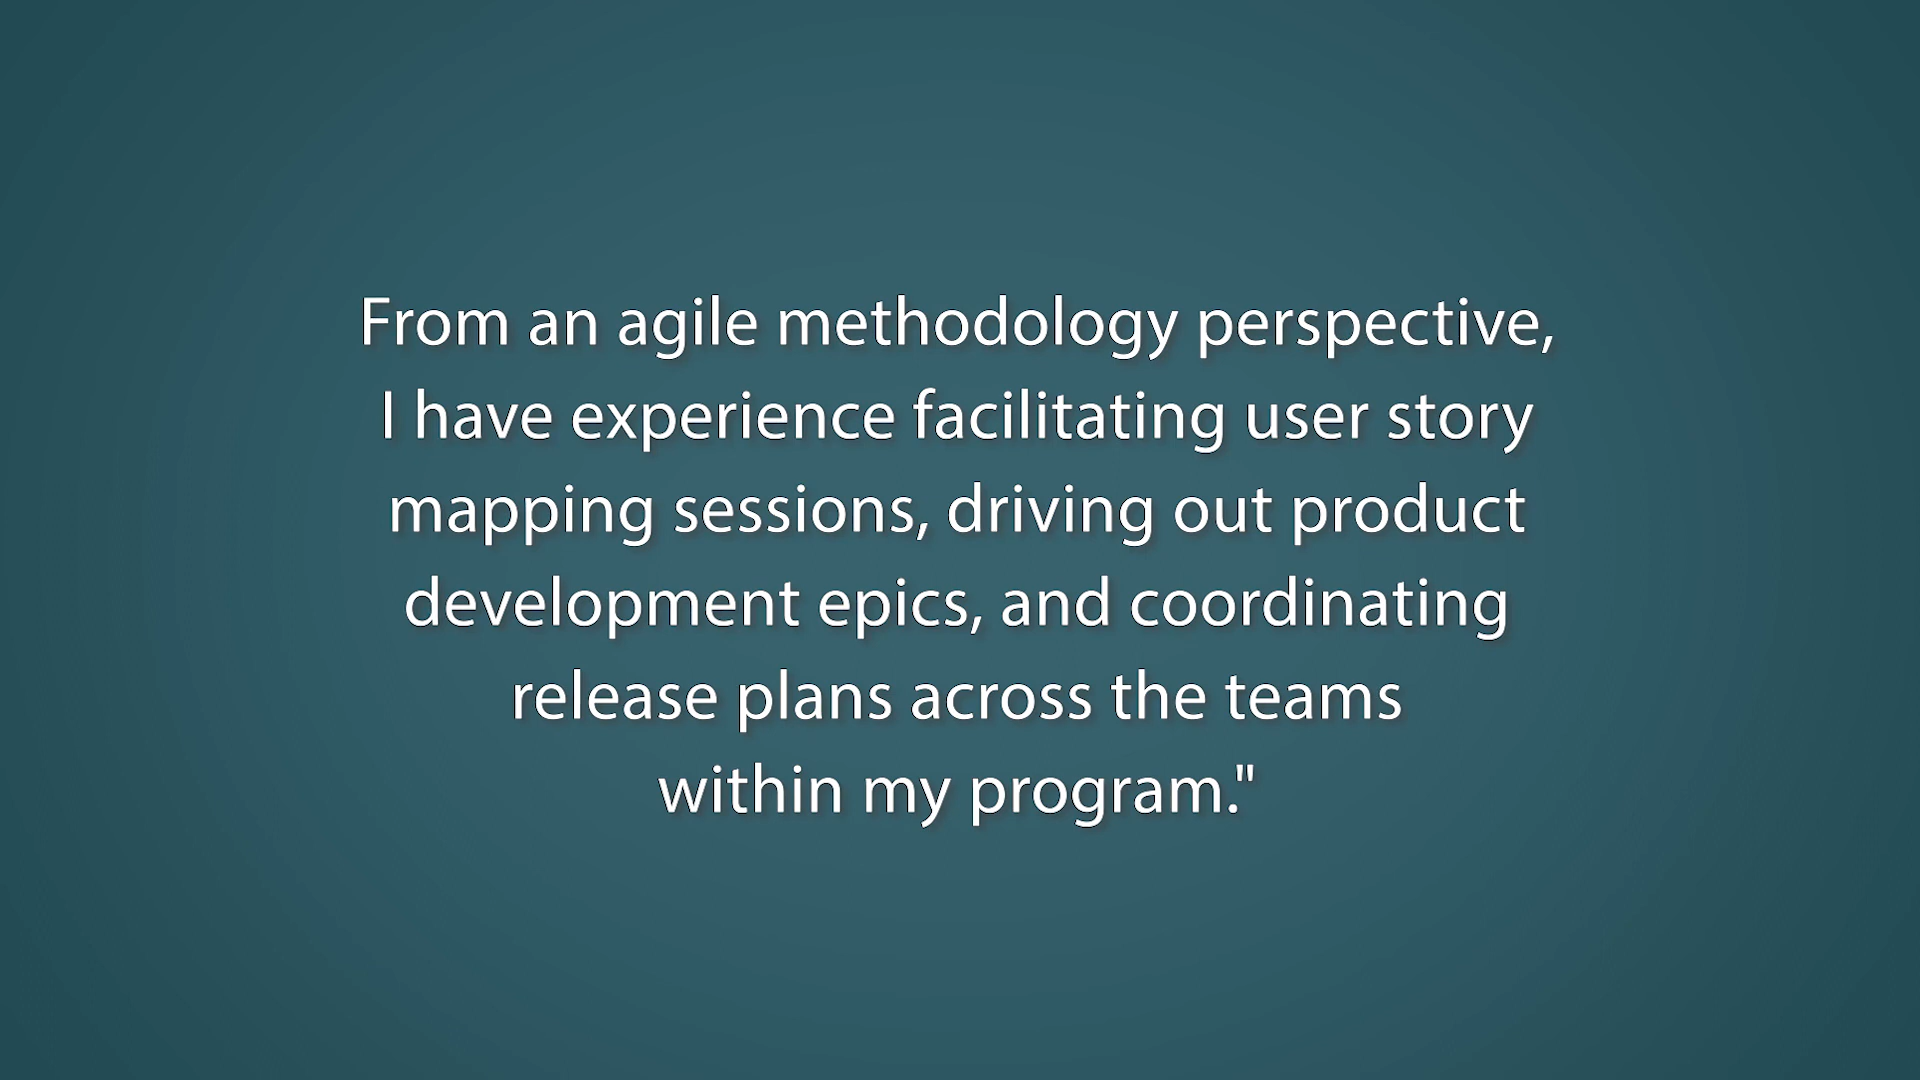 From an agile methodology perspective,
I have experience facilitating user story
mapping sessions, driving out product
development epics, and coordinating
release plans across the teams
within my program."